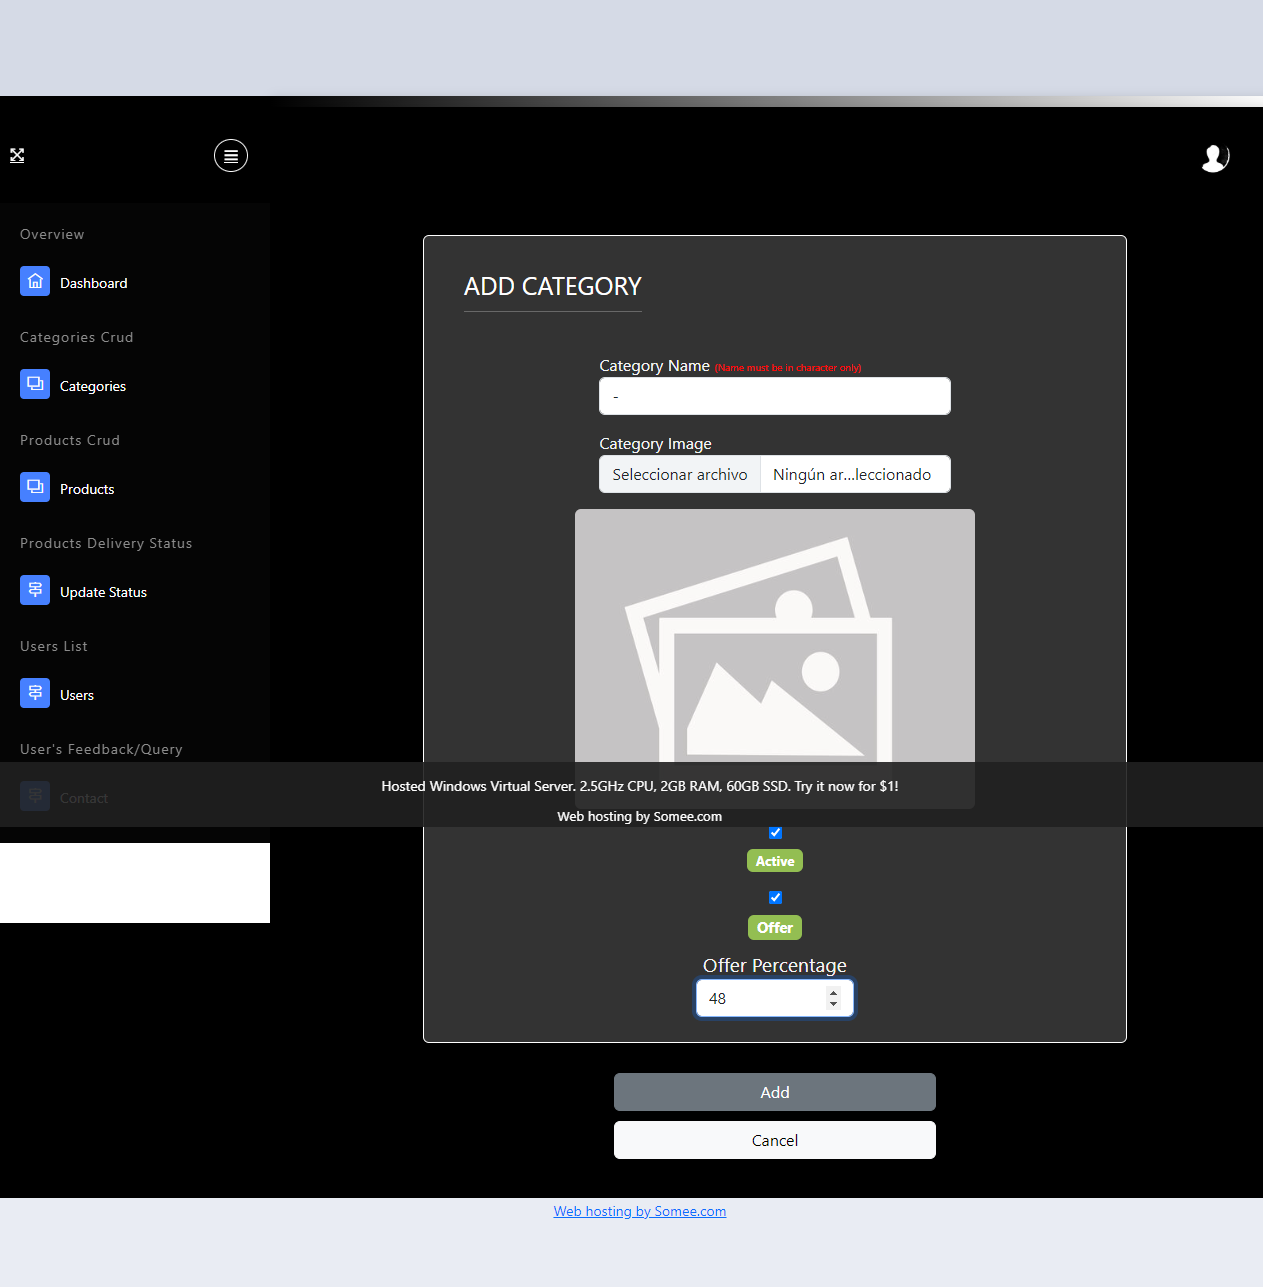 Overview
Dashboard
Categories Crud
Categories
Products Crud
Products
Products Delivery Status
Update Status
Users List
Users
User's Feedback/Query
Contact
ADD CATEGORY
Category Name (Name must be in character only)
-
Category Image
Seleccionar archivo Ningún ar...leccionado
Hosted Windows Virtual Server. 2.5GHz CPU, 2GB RAM, 60GB SSD. Try it now for $1!
Web hosting by Somee.com
Active
Offer
Offer Percentage
48
Add
Cancel
Web hosting by Somee.com